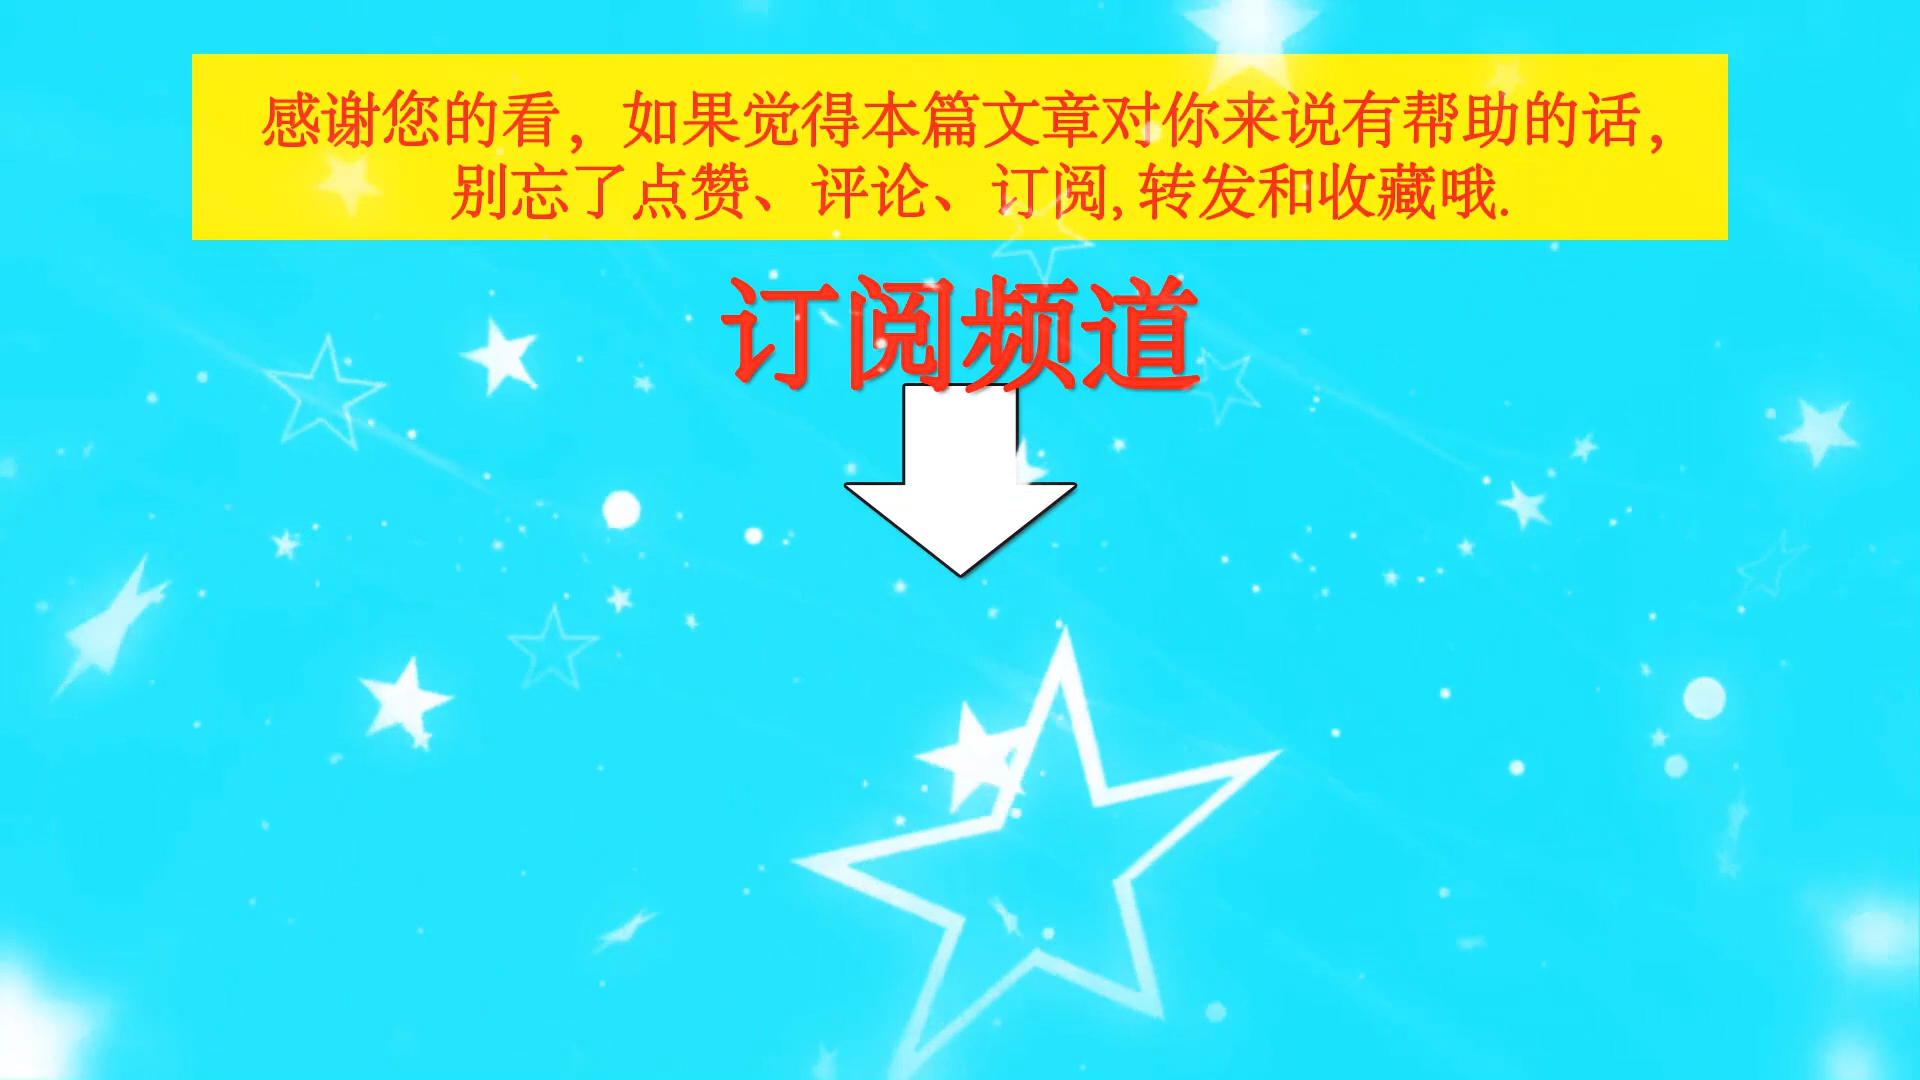 感谢您的看，如果觉得本篇文章对你来说有帮助的话，
别忘了点赞、评论、订阅,转发和收藏哦.
订阅频道